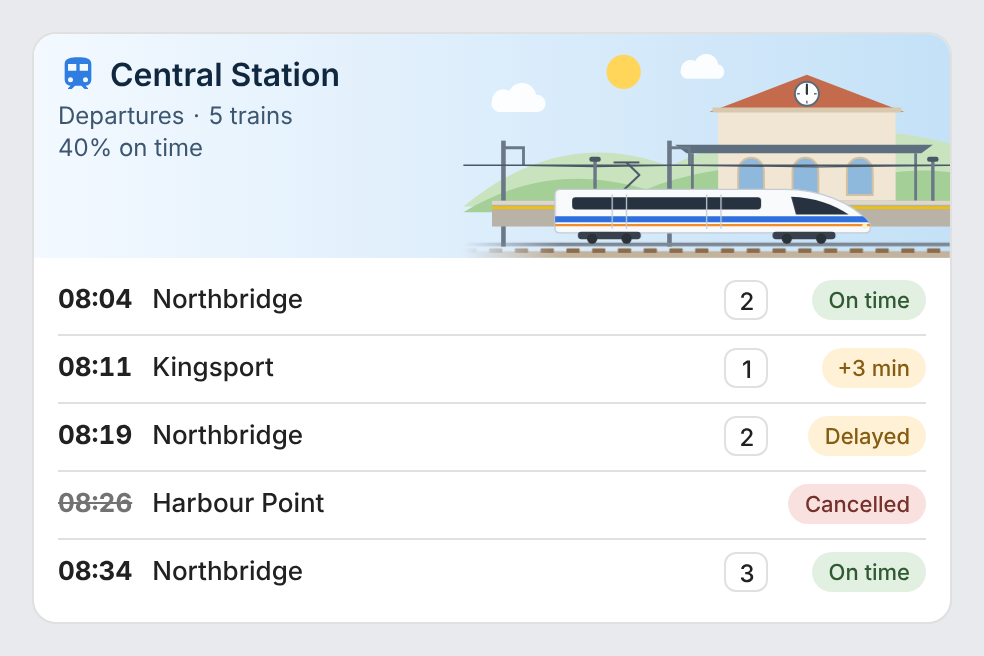 Central Station
Departures · 5 trains
40% on time
08:04 Northbridge 2 On time
08:11 Kingsport 1 +3 min
08:19 Northbridge 2 Delayed
08:26 Harbour Point Cancelled
08:34 Northbridge 3 On time